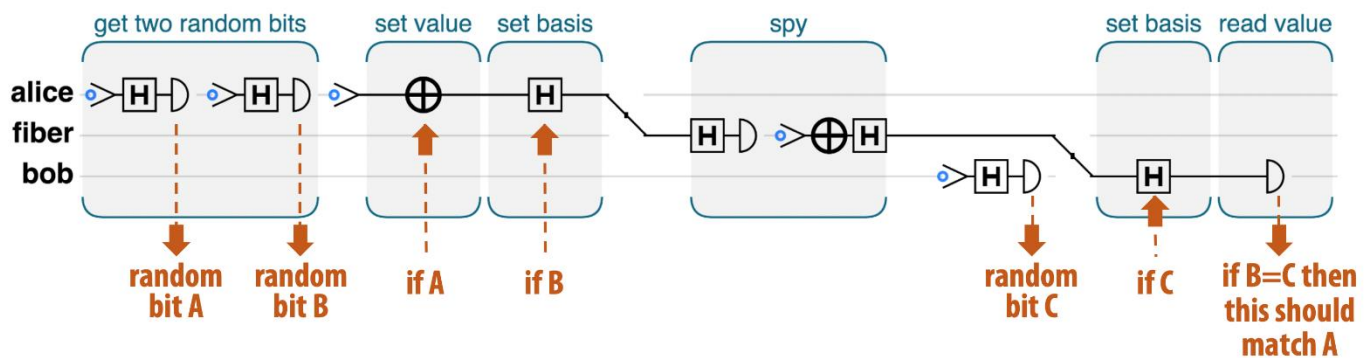 get two random bits
set value
set basis
spy
set basis
read value
alice
H
H
H
fiber
H
H
bob
H
H
random
bit A
random
bit B
if A
if B
random
bit C
if C
if B=C then
this should
match A